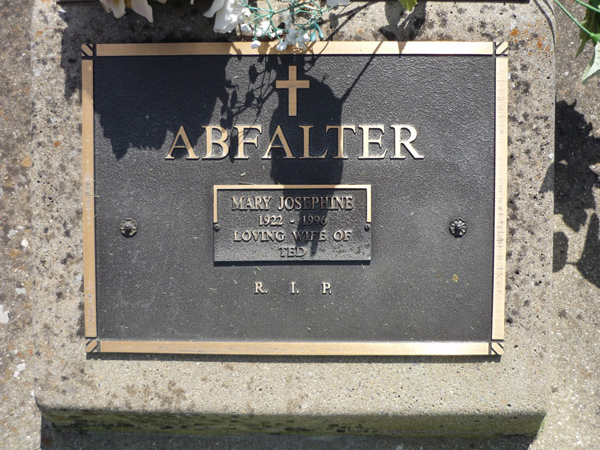 ABFALTER
MARY JOSEPHINE
1922 - 1996
LOVING WIFE OF
TED
R. I. P.